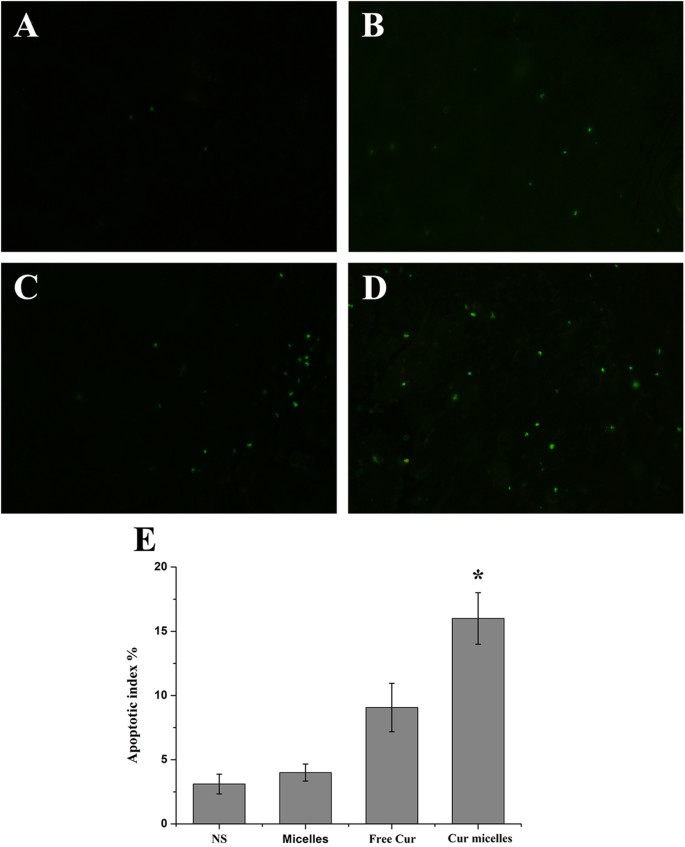 A
B
C
D
E
20
15
10
5
0
Apoptotic index %
*
NS
Micelles
Free Cur
Cur micelles